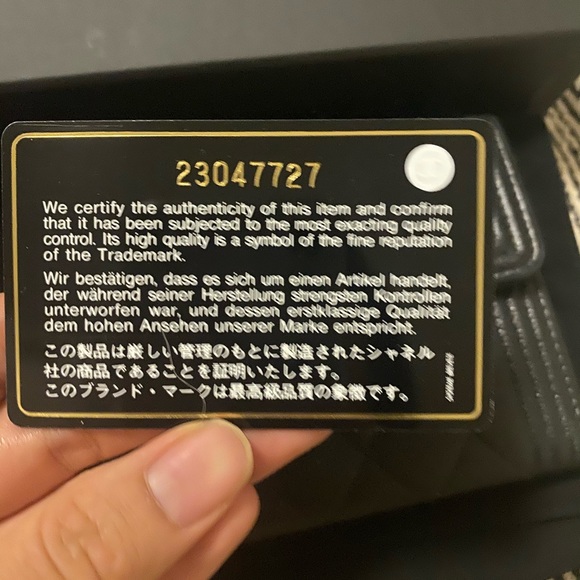 23047727
We certify the authenticity of this item and confirm
that it has been subjected to the most exacting quality
control. Its high quality is a symbol of the fine reputation
of the Trademark.
Wir bestätigen, dass es sich um einen Artikel handelt,
der während seiner Herstellung strengsten Kontrollen
unterworfen war, und dessen erstklassige Qualität
dem hohen Ansehen unserer Marke entspricht.
この製品は厳しい管理のもとに製造されたシャネル
社の商品であることを証明いたします。
このブランド・マークは最高級品質の象徴です。